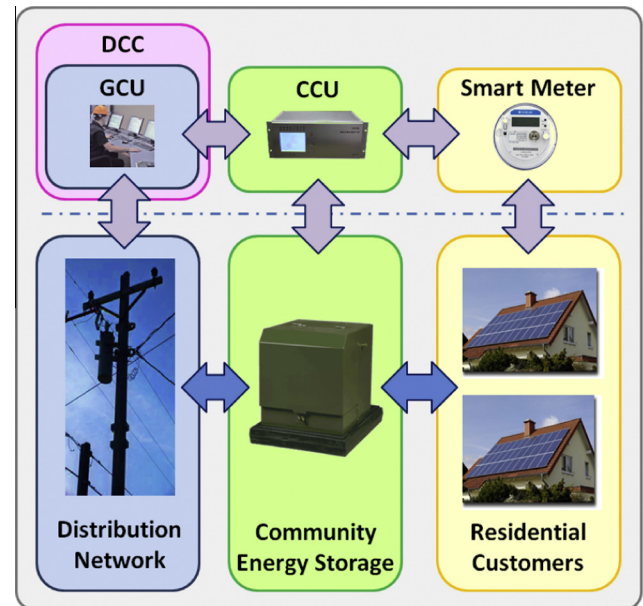 DCC
GCU
CCU
Smart Meter
Distribution
Network
Community
Energy Storage
Residential
Customers